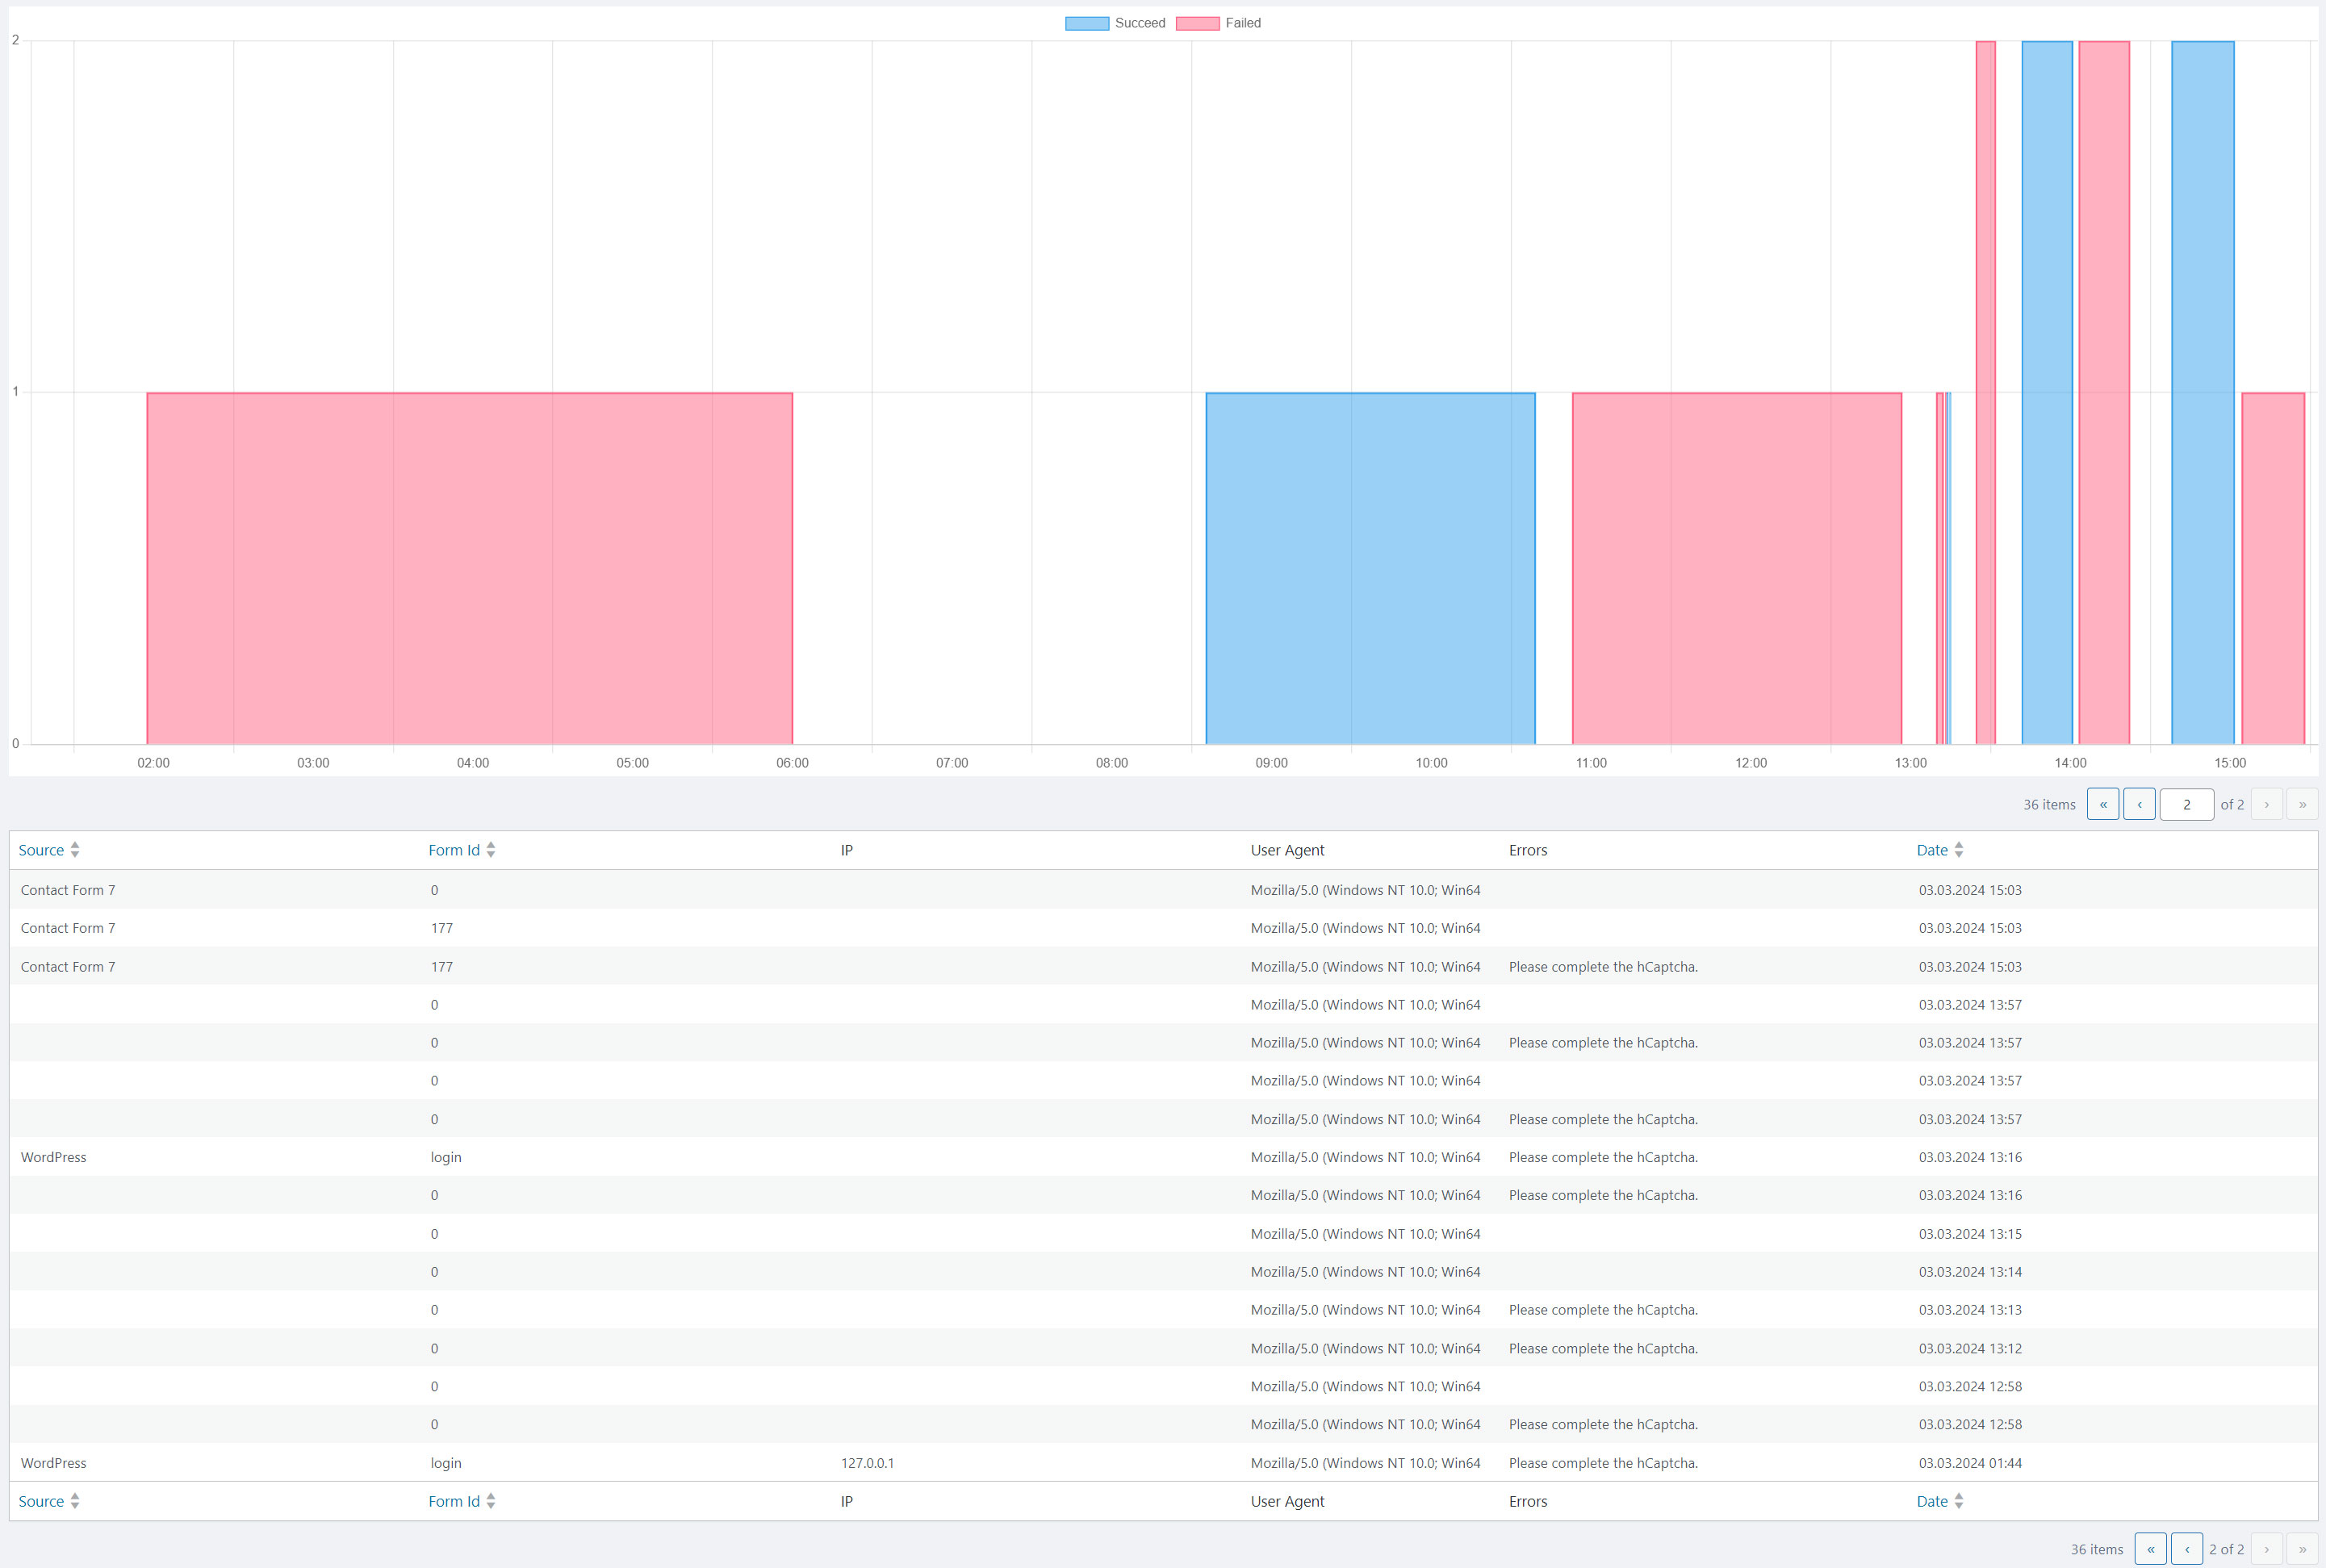 Succeed Failed
2
1
0
02:00 03:00 04:00 05:00 06:00 07:00 08:00 09:00 10:00 11:00 12:00 13:00 14:00 15:00
36 items « ‹ 2 of 2 › »
Source Form Id IP User Agent Errors Date
Contact Form 7 0 Mozilla/5.0 (Windows NT 10.0; Win64 03.03.2024 15:03
Contact Form 7 177 Mozilla/5.0 (Windows NT 10.0; Win64 03.03.2024 15:03
Contact Form 7 177 Mozilla/5.0 (Windows NT 10.0; Win64 Please complete the hCaptcha. 03.03.2024 15:03
0 Mozilla/5.0 (Windows NT 10.0; Win64 03.03.2024 13:57
0 Mozilla/5.0 (Windows NT 10.0; Win64 Please complete the hCaptcha. 03.03.2024 13:57
0 Mozilla/5.0 (Windows NT 10.0; Win64 03.03.2024 13:57
0 Mozilla/5.0 (Windows NT 10.0; Win64 Please complete the hCaptcha. 03.03.2024 13:57
WordPress login Mozilla/5.0 (Windows NT 10.0; Win64 Please complete the hCaptcha. 03.03.2024 13:16
0 Mozilla/5.0 (Windows NT 10.0; Win64 Please complete the hCaptcha. 03.03.2024 13:16
0 Mozilla/5.0 (Windows NT 10.0; Win64 03.03.2024 13:15
0 Mozilla/5.0 (Windows NT 10.0; Win64 03.03.2024 13:14
0 Mozilla/5.0 (Windows NT 10.0; Win64 Please complete the hCaptcha. 03.03.2024 13:13
0 Mozilla/5.0 (Windows NT 10.0; Win64 Please complete the hCaptcha. 03.03.2024 13:12
0 Mozilla/5.0 (Windows NT 10.0; Win64 03.03.2024 12:58
0 Mozilla/5.0 (Windows NT 10.0; Win64 Please complete the hCaptcha. 03.03.2024 12:58
WordPress login 127.0.0.1 Mozilla/5.0 (Windows NT 10.0; Win64 Please complete the hCaptcha. 03.03.2024 01:44
Source Form Id IP User Agent Errors Date
36 items « ‹ 2 of 2 › »